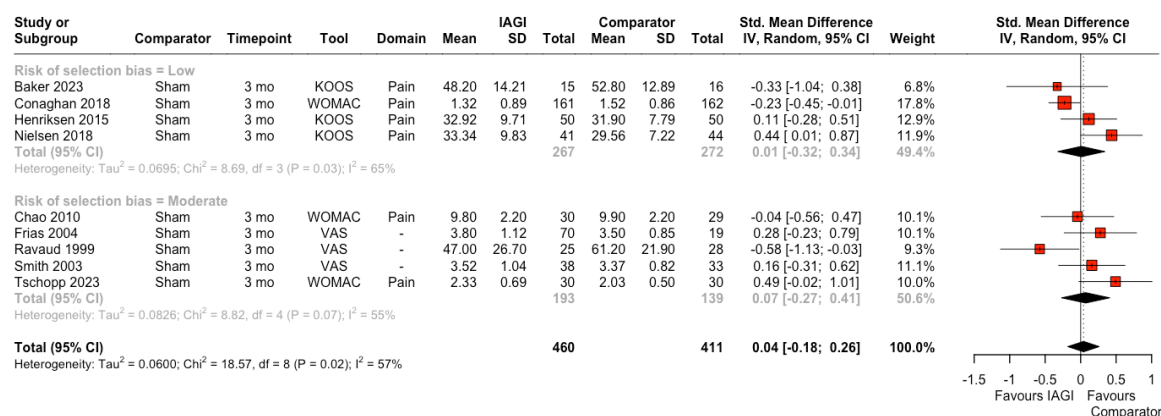 Study or IAGI Comparator Std. Mean Difference Std. Mean Difference
Subgroup Comparator Timepoint Tool Domain Mean SD Total Mean SD Total IV, Random, 95% CI Weight IV, Random, 95% CI
Risk of selection bias = Low
Baker 2023 Sham 3 mo KOOS Pain 48.20 14.21 15 52.80 12.89 16 -0.33 [-1.04; 0.38] 6.8%
Conaghan 2018 Sham 3 mo WOMAC Pain 1.32 0.89 161 1.52 0.86 162 -0.23 [-0.45; -0.01] 17.8%
Henriksen 2015 Sham 3 mo KOOS Pain 32.92 9.71 50 31.90 7.79 50 0.11 [-0.28; 0.51] 12.9%
Nielsen 2018 Sham 3 mo KOOS Pain 33.34 9.83 41 29.56 7.22 44 0.44 [ 0.01; 0.87] 11.9%
Total (95% CI) 267 272 0.01 [-0.32; 0.34] 49.4%
Heterogeneity: Tau² = 0.0695; Chi² = 8.69, df = 3 (P = 0.03); I² = 65%
Risk of selection bias = Moderate
Chao 2010 Sham 3 mo WOMAC Pain 9.80 2.20 30 9.90 2.20 29 -0.04 [-0.56; 0.47] 10.1%
Frias 2004 Sham 3 mo VAS - 3.80 1.12 70 3.50 0.85 19 0.28 [-0.23; 0.79] 10.1%
Ravaud 1999 Sham 3 mo VAS - 47.00 26.70 25 61.20 21.90 28 -0.58 [-1.13; -0.03] 9.3%
Smith 2003 Sham 3 mo VAS - 3.52 1.04 38 3.37 0.82 33 0.16 [-0.31; 0.62] 11.1%
Tschopp 2023 Sham 3 mo WOMAC Pain 2.33 0.69 30 2.03 0.50 30 0.49 [-0.02; 1.01] 10.0%
Total (95% CI) 193 139 0.07 [-0.27; 0.41] 50.6%
Heterogeneity: Tau² = 0.0826; Chi² = 8.82, df = 4 (P = 0.07); I² = 55%
Total (95% CI) 460 411 0.04 [-0.18; 0.26] 100.0%
Heterogeneity: Tau² = 0.0600; Chi² = 18.57, df = 8 (P = 0.02); I² = 57%
-1.5 -1 -0.5 0 0.5 1
Favours IAGI Favours
Comparator